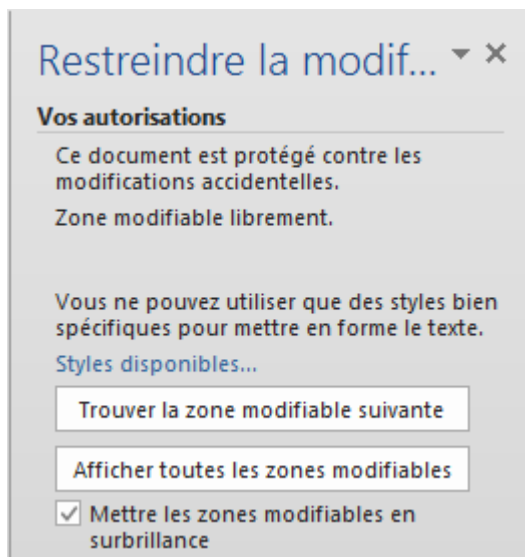 Restreindre la modif...
Vos autorisations
Ce document est protégé contre les
modifications accidentelles.
Zone modifiable librement.
Vous ne pouvez utiliser que des styles bien
spécifiques pour mettre en forme le texte.
Styles disponibles...
Trouver la zone modifiable suivante
Afficher toutes les zones modifiables
Mettre les zones modifiables en
surbrillance